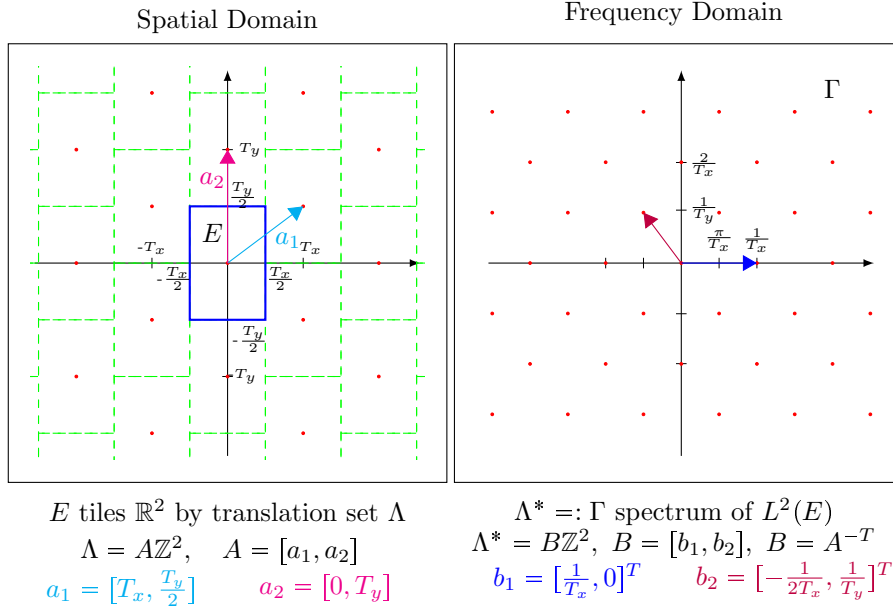 Spatial Domain
T_y
a_2
T_y/2
E
a_1
-T_x
T_x
-T_x/2
T_x/2
-T_y/2
-T_y
E tiles ℝ² by translation set Λ
Λ = Aℤ², A = [a_1, a_2]
a_1 = [T_x, T_y/2] a_2 = [0, T_y]
Frequency Domain
Γ
2/T_x
1/T_y
π/T_x 1/T_x
Λ* =: Γ spectrum of L²(E)
Λ* = Bℤ², B = [b_1, b_2], B = A^{-T}
b_1 = [1/T_x, 0]^T b_2 = [-1/2T_x, 1/T_y]^T